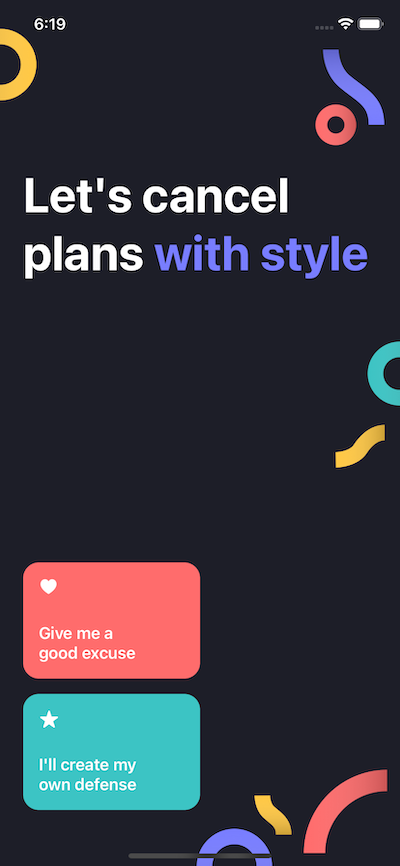 6:19
Let's cancel
plans with style
Give me a
good excuse
I'll create my
own defense